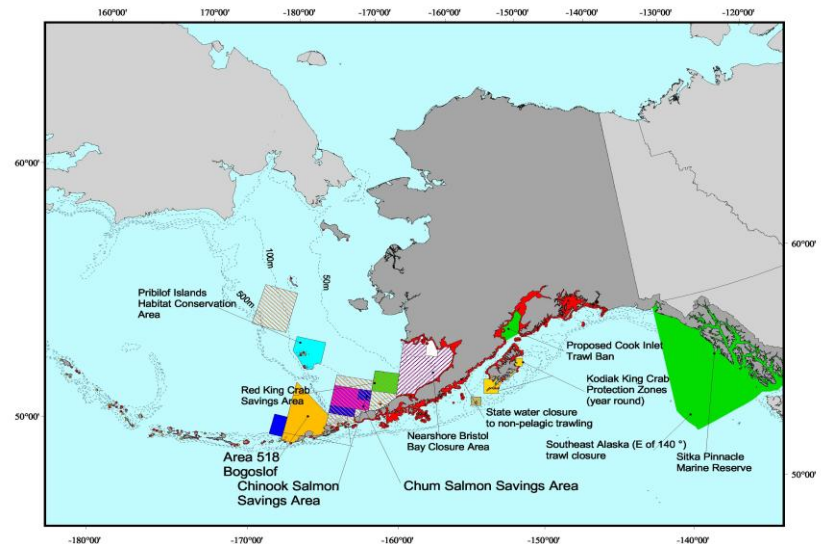 160°00' 170°00' -180°00' -170°00' -160°00' -150°00' -140°00' -130°00' -120°00'
60°00'
60°00'
100m
50m
500m
Pribilof Islands
Habitat Conservation
Area
Proposed Cook Inlet
Trawl Ban
Red King Crab
Savings Area
Kodiak King Crab
Protection Zones
(year round)
50°00'
State water closure
to non-pelagic trawling
Nearshore Bristol
Bay Closure Area
Southeast Alaska (E of 140 °)
trawl closure
Sitka Pinnacle
Marine Reserve
Area 518
Bogoslof
Chinook Salmon
Savings Area
Chum Salmon Savings Area
50°00'
-180°00' -170°00' -160°00' -150°00' -140°00'